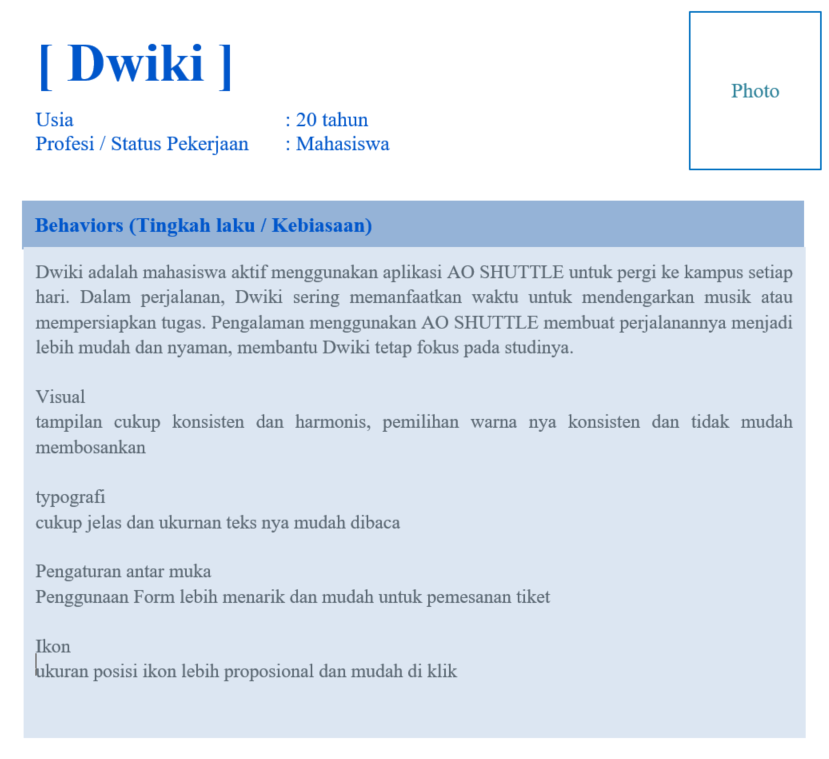 [ Dwiki ]
Photo
Usia : 20 tahun
Profesi / Status Pekerjaan : Mahasiswa
Behaviors (Tingkah laku / Kebiasaan)
Dwiki adalah mahasiswa aktif menggunakan aplikasi AO SHUTTLE untuk pergi ke kampus setiap
hari. Dalam perjalanan, Dwiki sering memanfaatkan waktu untuk mendengarkan musik atau
mempersiapkan tugas. Pengalaman menggunakan AO SHUTTLE membuat perjalanannya menjadi
lebih mudah dan nyaman, membantu Dwiki tetap fokus pada studinya.
Visual
tampilan cukup konsisten dan harmonis, pemilihan warna nya konsisten dan tidak mudah
membosankan
typografi
cukup jelas dan ukurnan teks nya mudah dibaca
Pengaturan antar muka
Penggunaan Form lebih menarik dan mudah untuk pemesanan tiket
Ikon
ukuran posisi ikon lebih proposional dan mudah di klik